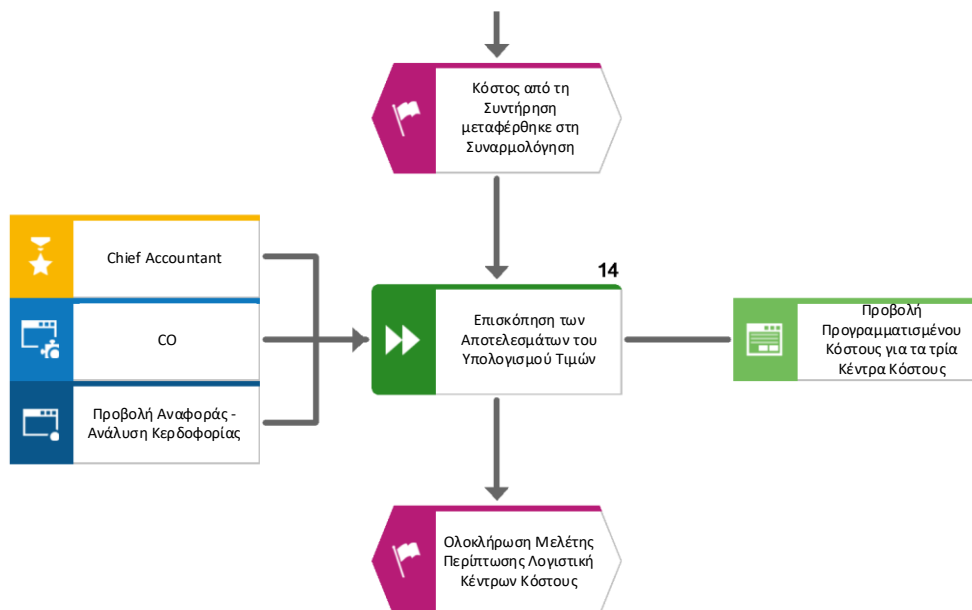 Κόστος από τη
Συντήρηση
μεταφέρθηκε στη
Συναρμολόγηση
Chief Accountant
CO
Προβολή Αναφοράς -
Ανάλυση Κερδοφορίας
14
Επισκόπηση των
Αποτελεσμάτων του
Υπολογισμού Τιμών
Προβολή
Προγραμματισμένου
Κόστους για τα τρία
Κέντρα Κόστους
Ολοκλήρωση Μελέτης
Περίπτωσης Λογιστική
Κέντρων Κόστους